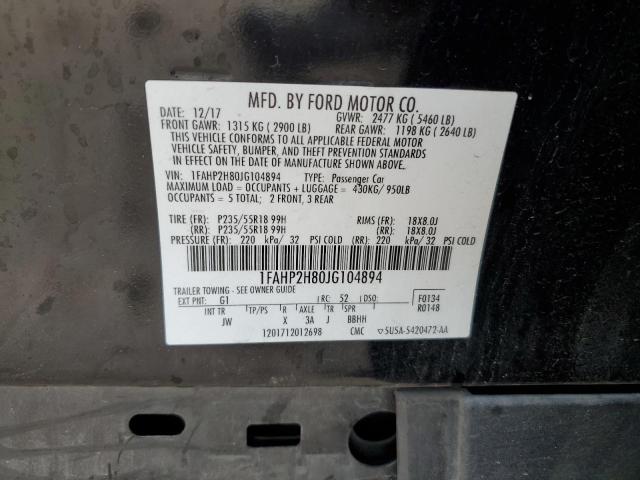 MFD. BY FORD MOTOR CO.
DATE: 12/17 GVWR: 2477 KG ( 5460 LB)
FRONT GAWR: 1315 KG ( 2900 LB) REAR GAWR: 1198 KG ( 2640 LB)
THIS VEHICLE CONFORMS TO ALL APPLICABLE FEDERAL MOTOR
VEHICLE SAFETY, BUMPER, AND THEFT PREVENTION STANDARDS
IN EFFECT ON THE DATE OF MANUFACTURE SHOWN ABOVE.
VIN: 1FAHP2H80JG104894 TYPE: Passenger Car
MAXIMUM LOAD = OCCUPANTS + LUGGAGE = 430KG/ 950LB
OCCUPANTS = 5 TOTAL; 2 FRONT, 3 REAR
TIRE (FR) P235/55R18 99H RIMS (FR) 18X8.0J
(RR) P235/55R18 99H (RR) 18X8.0J
PRESSURE (FR) 220 kPa/ 32 PSI COLD (RR) 220 kPa/ 32 PSI COLD
1FAHP2H80JG104894
TRAILER TOWING - SEE OWNER GUIDE
EXT PNT: G1 RC: 52 DSO: F0134
INT TR TP/PS R AXLE TR SPR R0148
JW X 3A J BBHH
1201712012698 CMC ▽5U5A-5420472-AA